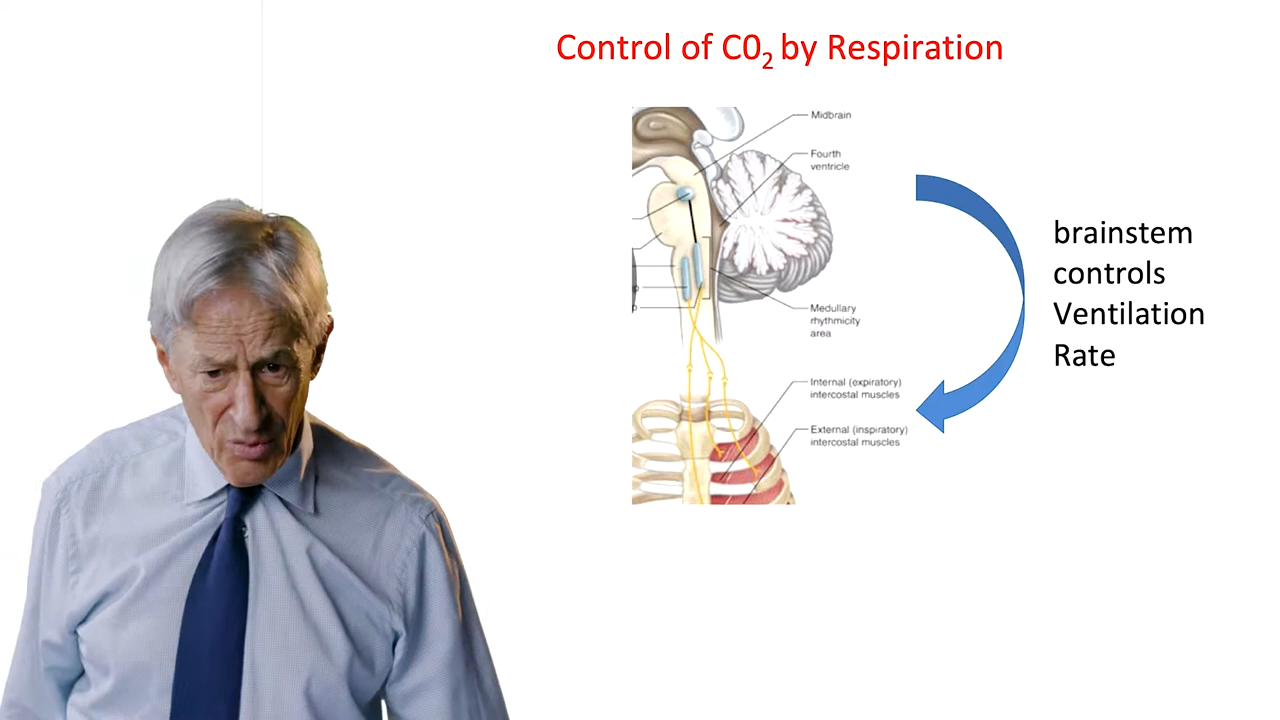 Control of C0₂ by Respiration
Midbrain
Fourth
ventricle
brainstem
controls
Ventilation
Rate
Medullary
rhythmicity
area
Internal (expiratory)
intercostal muscles
External (inspiratory)
intercostal muscles